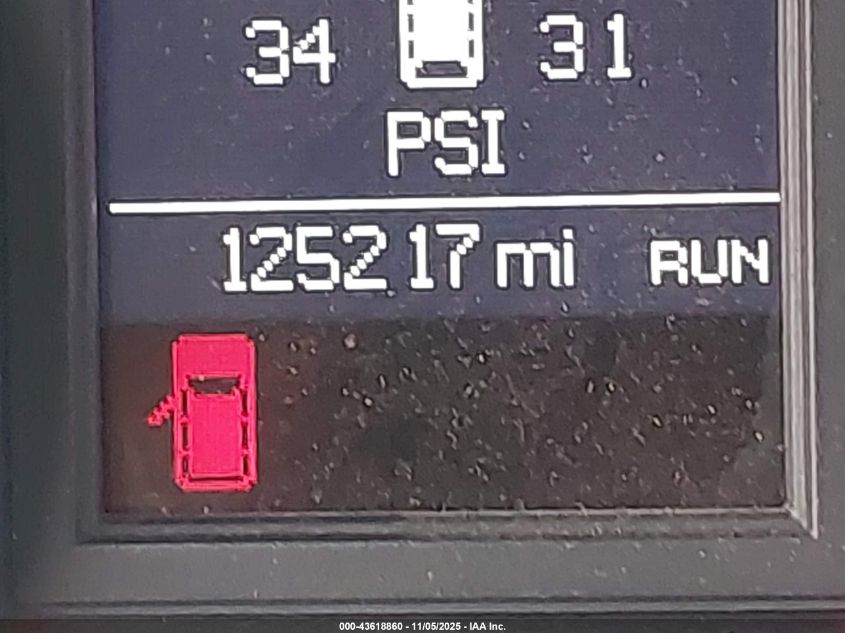 34 31
PSI
125217 mi RUN
000-43618860 - 11/05/2025 - IAA Inc.